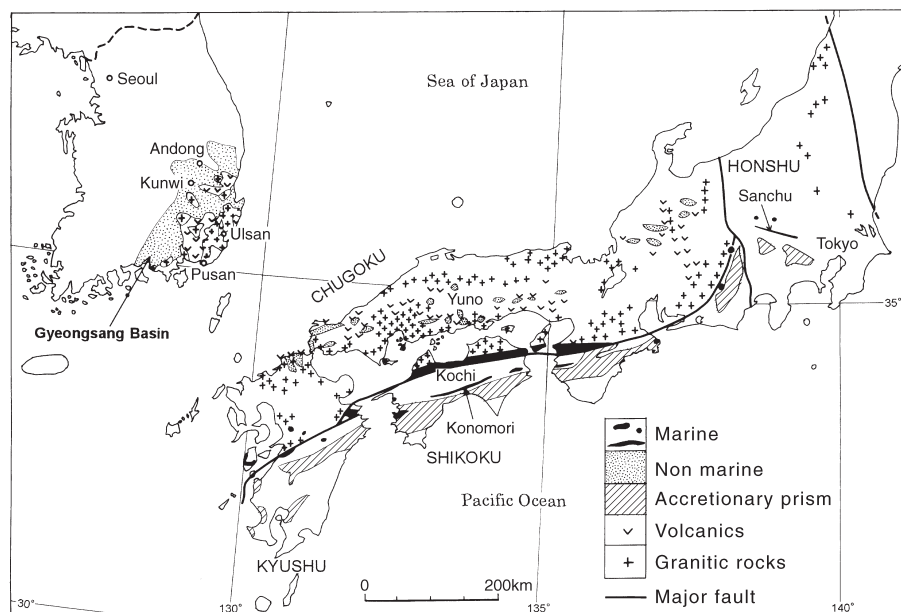 Seoul
Sea of Japan
Andong
HONSHU
Kunwi
Sanchu
Ulsan
Tokyo
Pusan
CHUGOKU
Yuno
35°
Gyeongsang Basin
Kochi
Konomori
SHIKOKU
Pacific Ocean
KYUSHU
Marine
Non marine
Accretionary prism
Volcanics
Granitic rocks
Major fault
0 200km
30°
130°
135°
140°